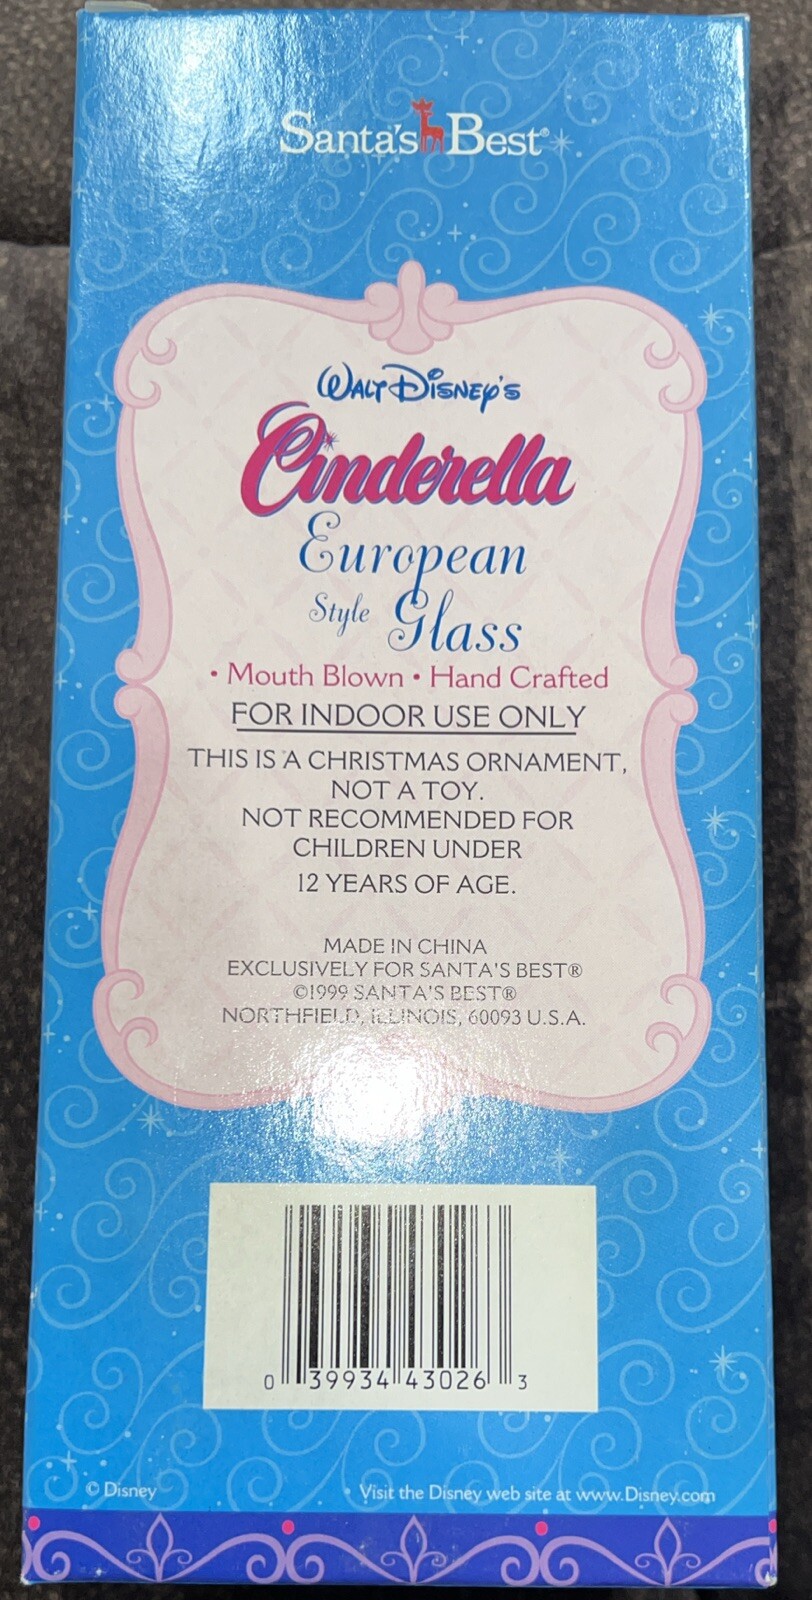 Santa's Best®
Walt Disney's
Cinderella
European
Style Glass
• Mouth Blown • Hand Crafted
FOR INDOOR USE ONLY
THIS IS A CHRISTMAS ORNAMENT,
NOT A TOY.
NOT RECOMMENDED FOR
CHILDREN UNDER
12 YEARS OF AGE.
MADE IN CHINA
EXCLUSIVELY FOR SANTA'S BEST®
©1999 SANTA'S BEST®
NORTHFIELD, ILLINOIS, 60093 U.S.A.
0 39934 43026 3
© Disney
Visit the Disney web site at www.Disney.com